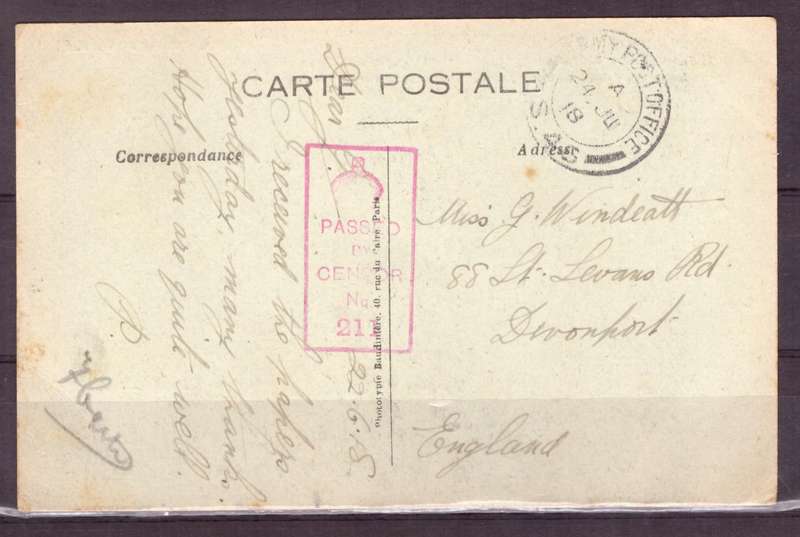 CARTE POSTALE
Correspondance
Adresse
ARMY POST OFFICE
A
24 JU
18
S
PASSED
BY
CENSOR
No
211
Phototypie Baudinière, 40, rue du Caire, Paris
Miss G. Windeatt
88 St. Levans Rd.
Devonport
England
22.6.18
Dear G
I received the papers
yesterday, many thanks.
Hope you are quite well.